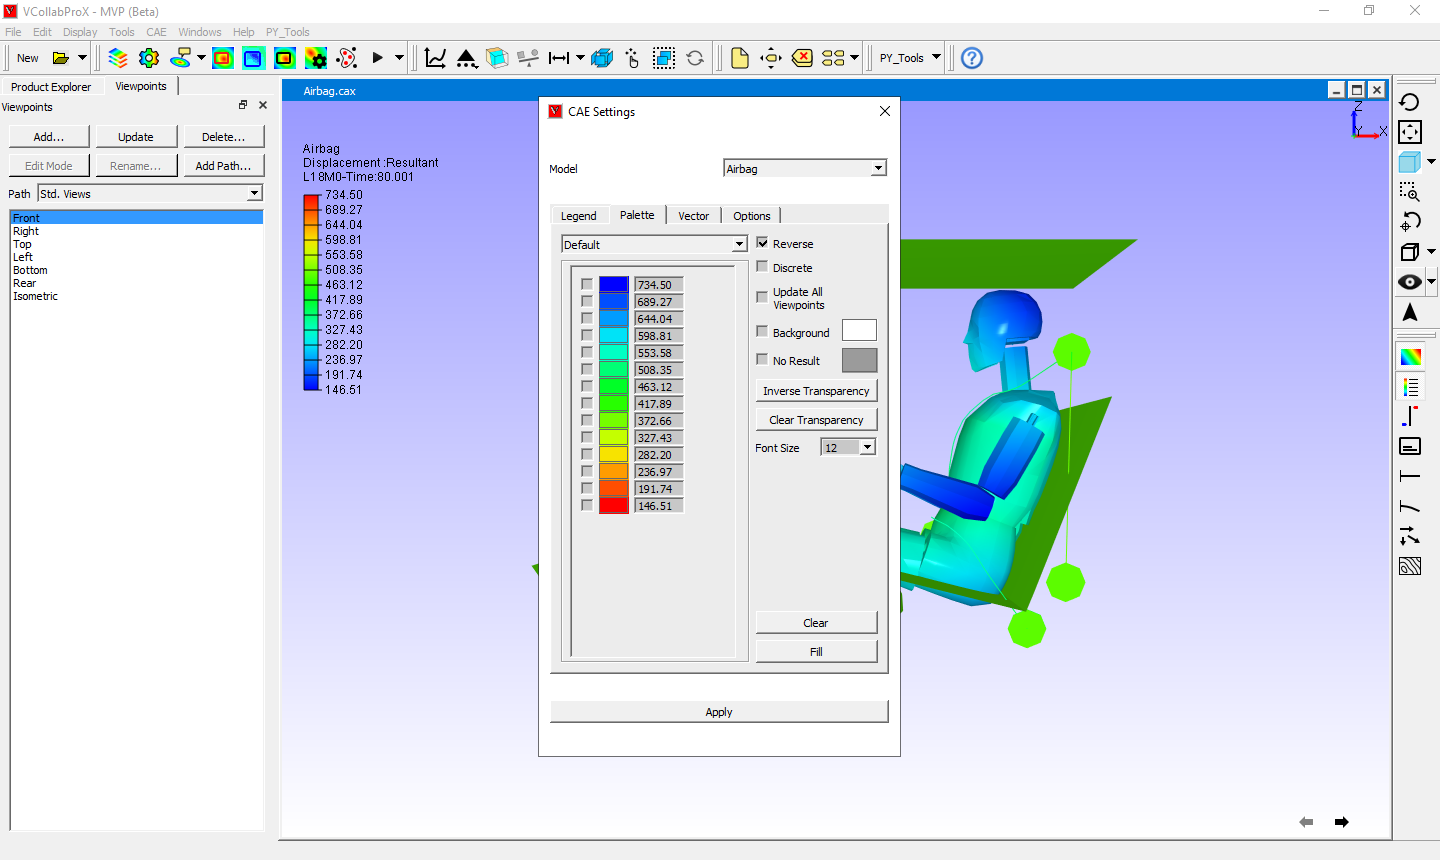 VCollabProX - MVP (Beta)
File Edit Display Tools CAE Windows Help PY_Tools
New
PY_Tools
Product Explorer Viewpoints
Viewpoints
Add... Update Delete...
Edit Mode Rename... Add Path...
Path Std. Views
Front
Right
Top
Left
Bottom
Rear
Isometric
Airbag.cax
Z
Y X
Airbag
Displacement :Resultant
L18M0-Time:80.001
734.50
689.27
644.04
598.81
553.58
508.35
463.12
417.89
372.66
327.43
282.20
236.97
191.74
146.51
CAE Settings
Model Airbag
Legend Palette Vector Options
Default
734.50
689.27
644.04
598.81
553.58
508.35
463.12
417.89
372.66
327.43
282.20
236.97
191.74
146.51
Reverse
Discrete
Update All
Viewpoints
Background
No Result
Inverse Transparency
Clear Transparency
Font Size 12
Clear
Fill
Apply